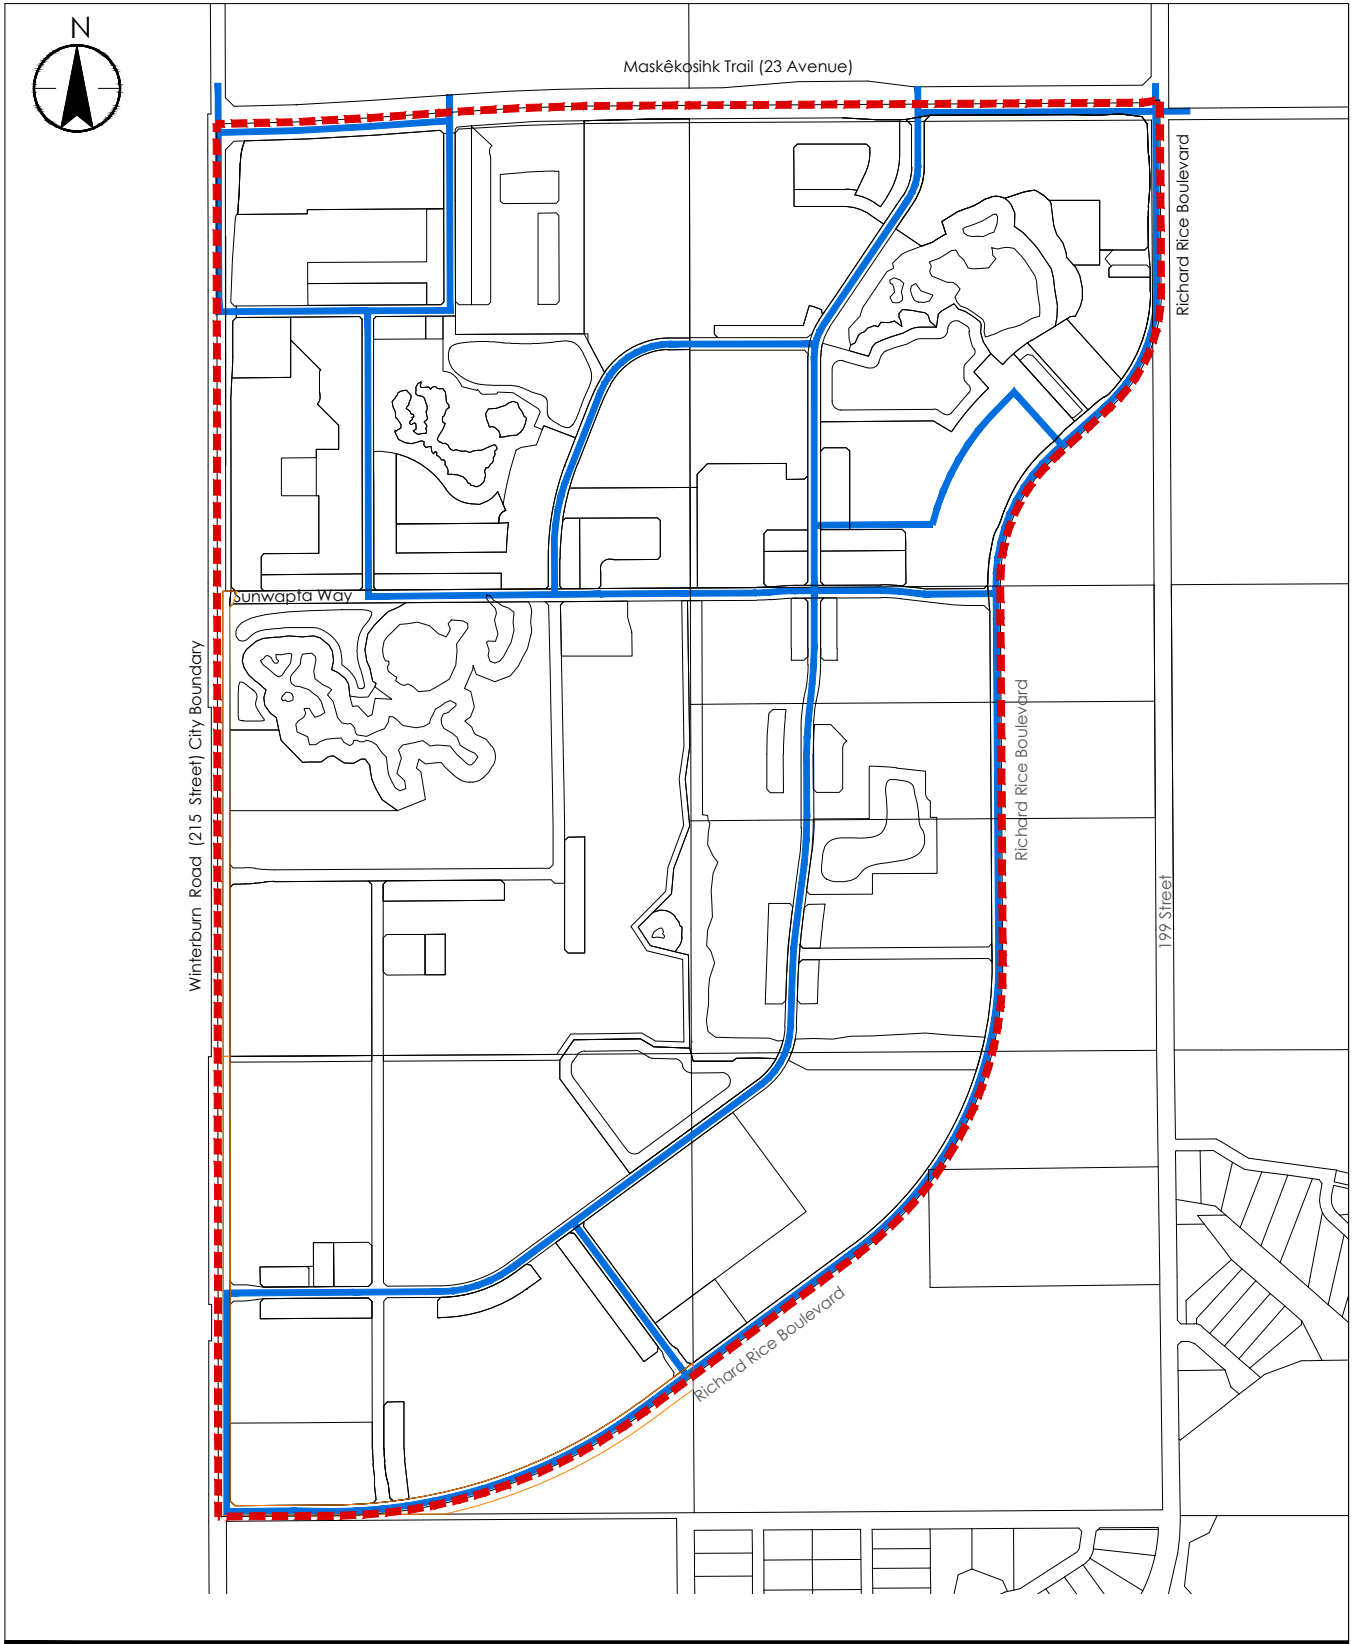 N
Maskêkosihk Trail (23 Avenue)
Richard Rice Boulevard
Sunwapta Way
Winterburn Road (215 Street) City Boundary
Richard Rice Boulevard
199 Street
Richard Rice Boulevard